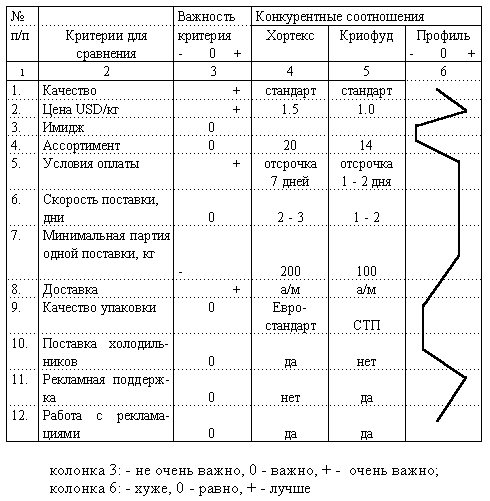 № п/п Критерии для сравнения Важность критерия - 0 + Конкурентные соотношения
Хортекс Криофуд Профиль - 0 +
1 2 3 4 5 6
1. Качество + стандарт стандарт
2. Цена USD/кг + 1.5 1.0
3. Имидж 0
4. Ассортимент 0 20 14
5. Условия оплаты + отсрочка отсрочка
7 дней 1 - 2 дня
6. Скорость поставки,
дни 0 2 - 3 1 - 2
7. Минимальная партия
одной поставки, кг
- 200 100
8. Доставка + а/м а/м
9. Качество упаковки 0 Евро-
стандарт СТП
10. Поставка холодиль-
ников 0 да нет
11. Рекламная поддерж-
ка 0 нет да
12. Работа с реклама-
циями 0 да да
колонка 3: - не очень важно, 0 - важно, + - очень важно;
колонка 6: - хуже, 0 - равно, + - лучше